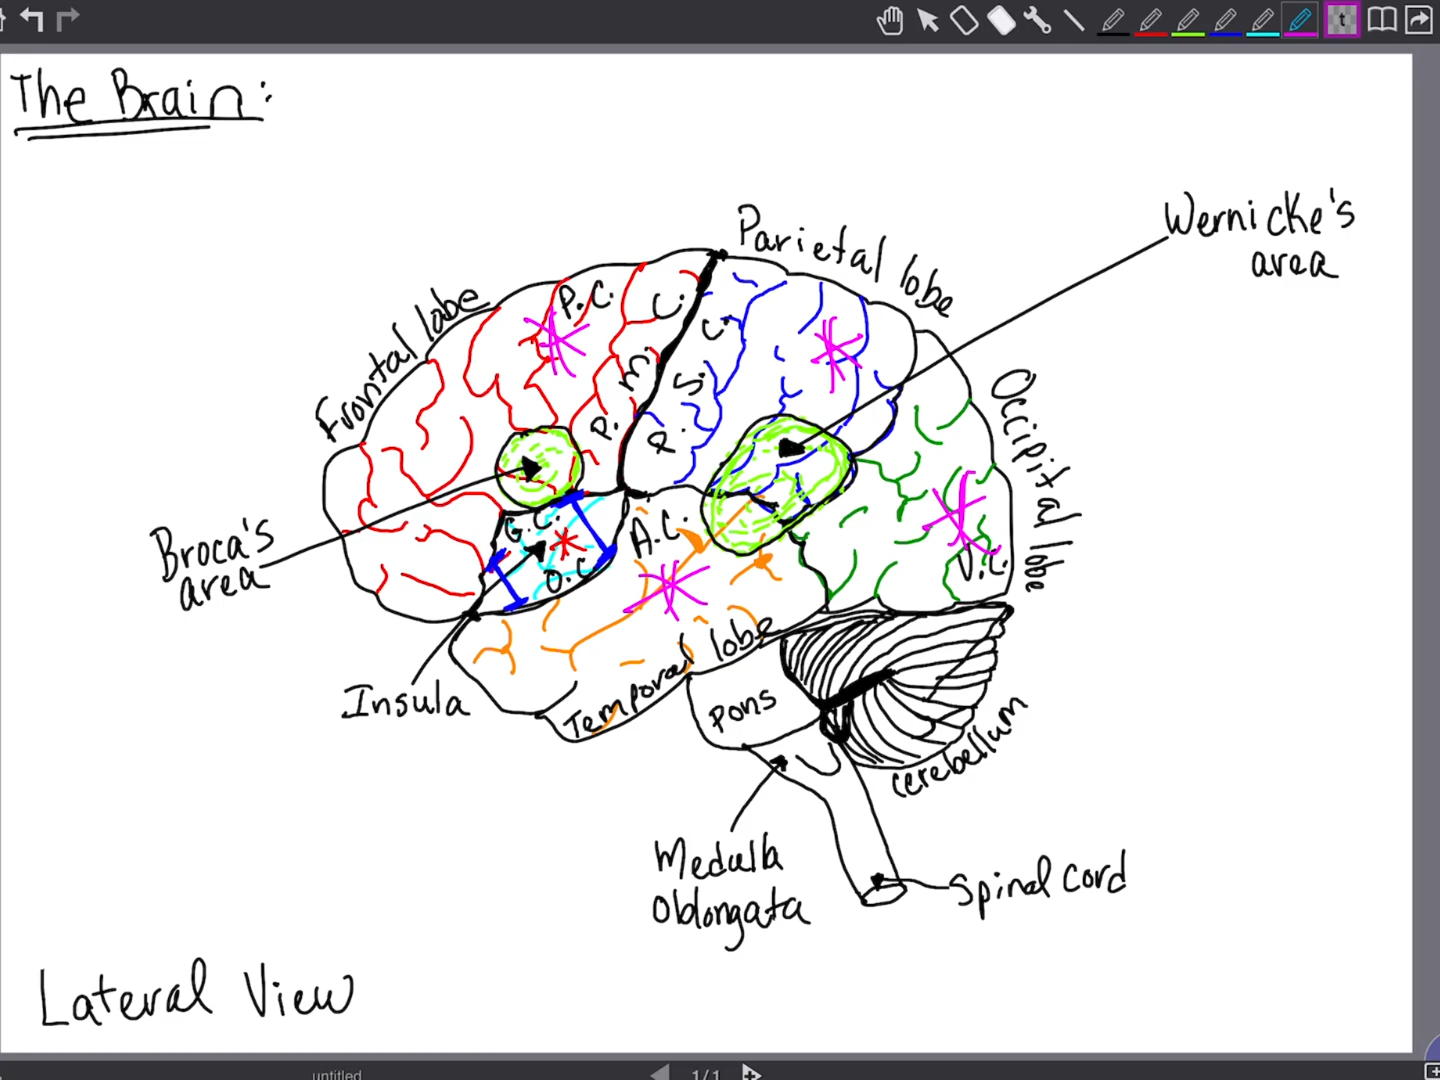 The Brain:
Parietal lobe
Wernicke's
area
Frontal lobe
P.C.
P. M. C.
P. S. C.
Occipital lobe
Broca's
area
G.C.
O.C.
A.C.
V.C.
Insula
Temporal lobe
Pons
cerebellum
Medulla
oblongata
Spinal cord
Lateral View
untitled
1/1
t